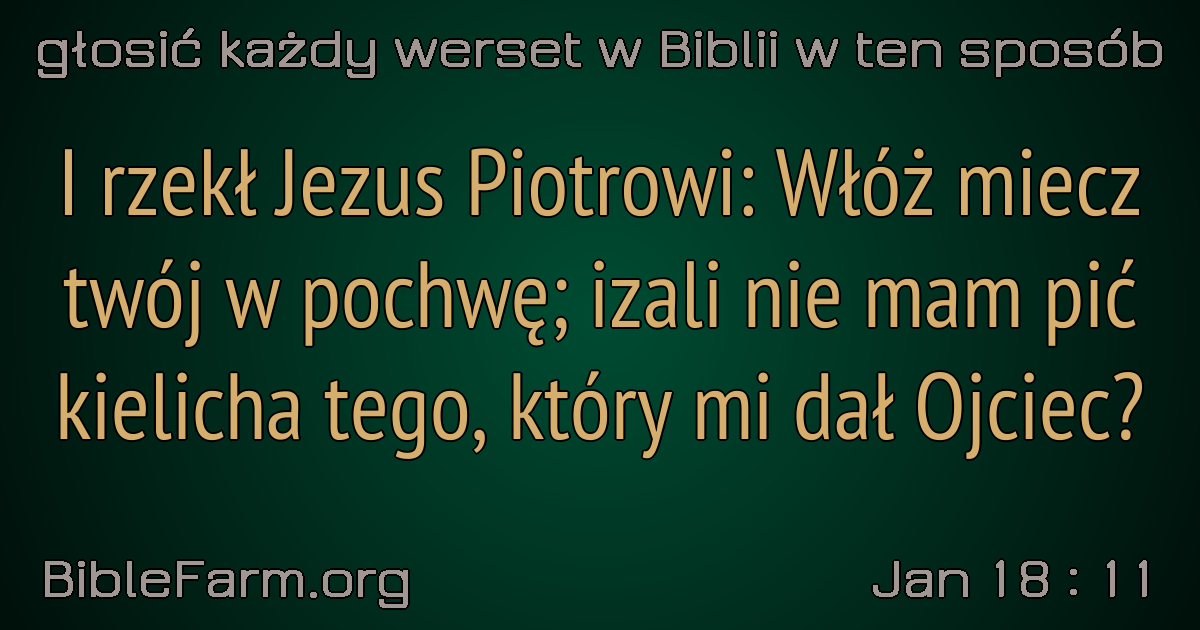 głosić każdy werset w Biblii w ten sposób
I rzekł Jezus Piotrowi: Włóż miecz
twój w pochwę; izali nie mam pić
kielicha tego, który mi dał Ojciec?
BibleFarm.org
Jan 18 : 11